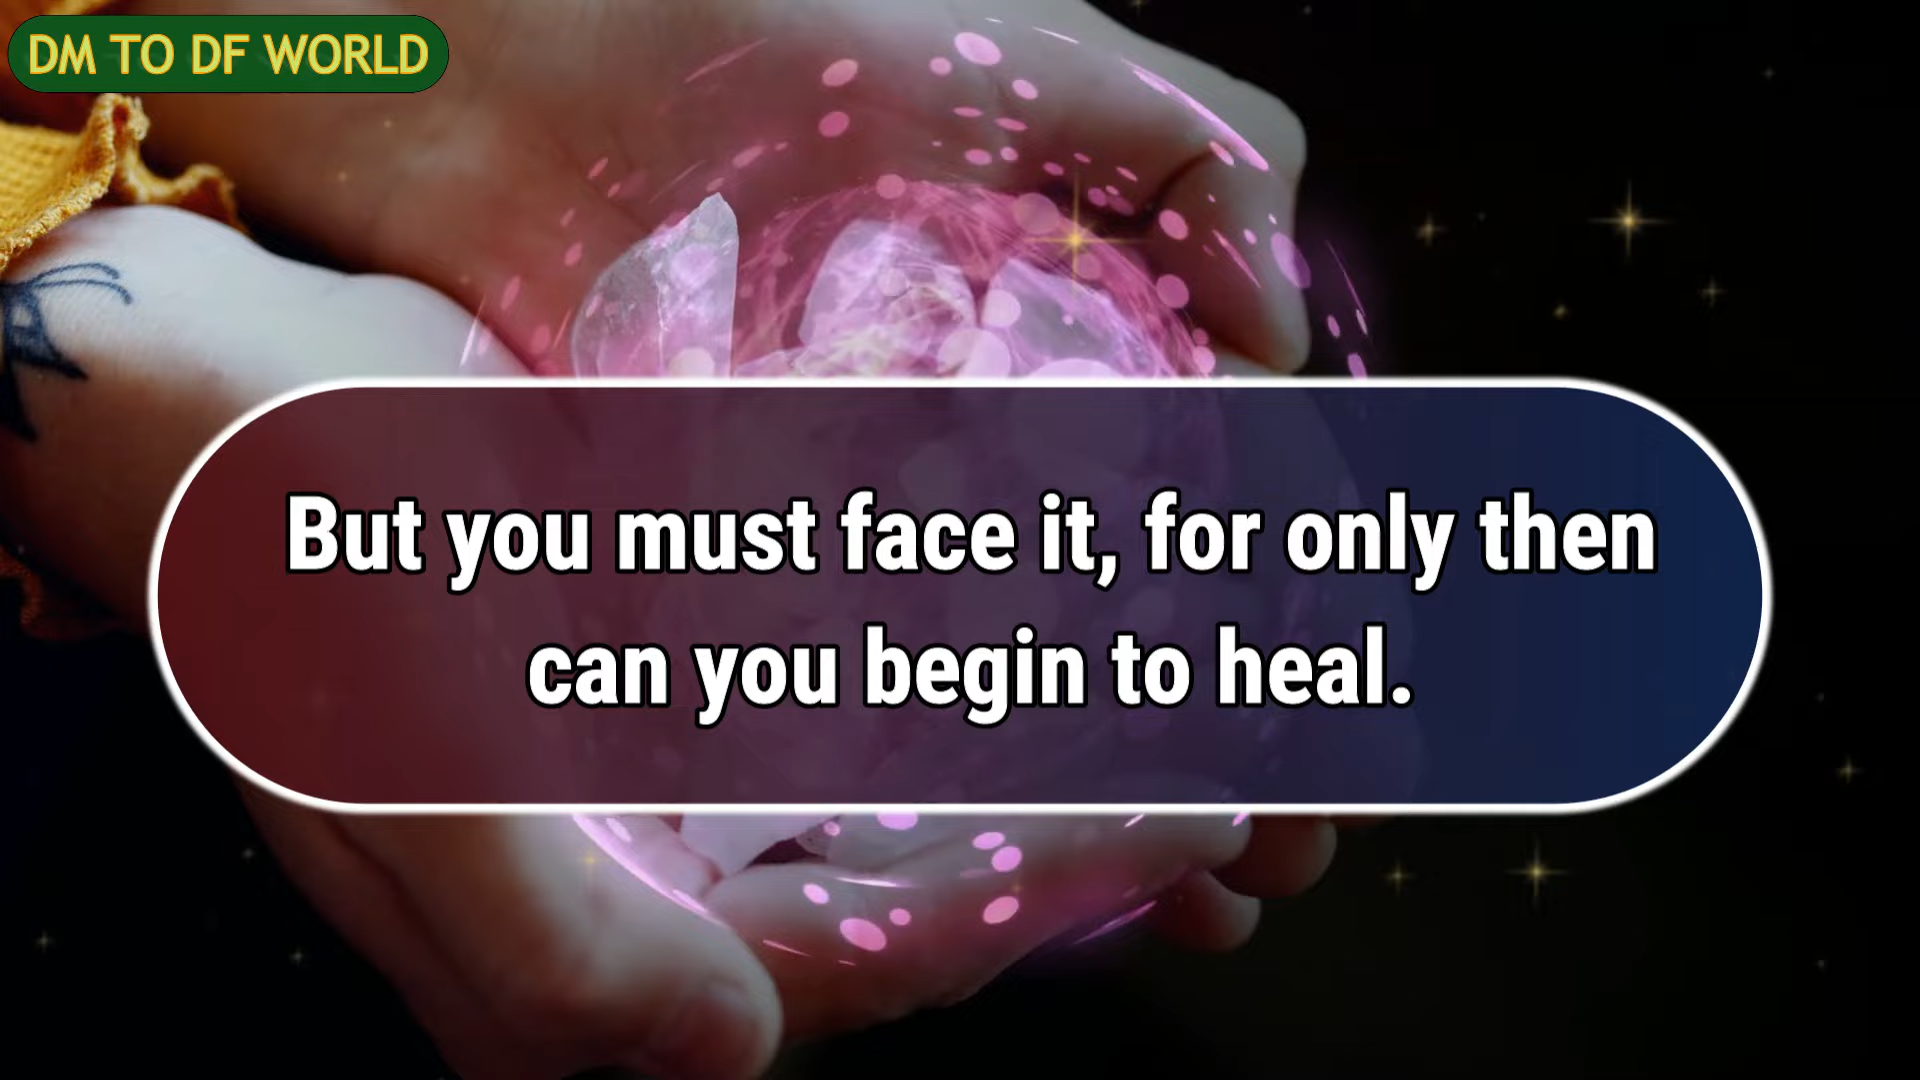 DM TO DF WORLD
But you must face it, for only then
can you begin to heal.